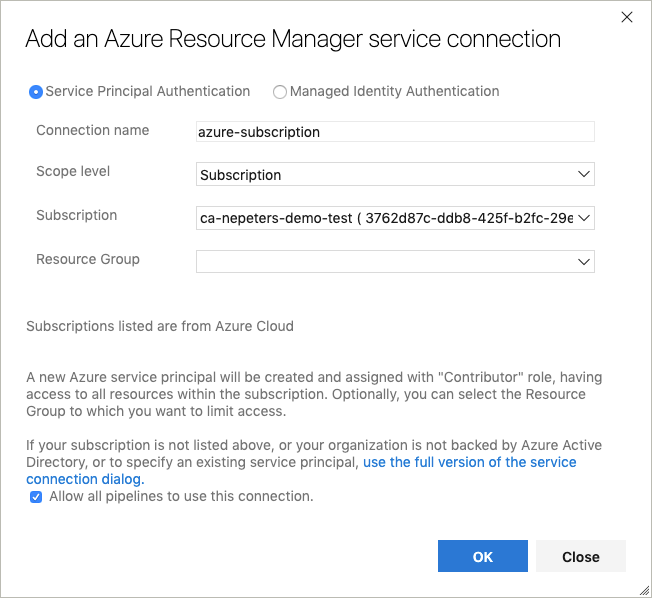 Add an Azure Resource Manager service connection
Service Principal Authentication Managed Identity Authentication
Connection name azure-subscription
Scope level Subscription
Subscription ca-nepeters-demo-test ( 3762d87c-ddb8-425f-b2fc-29e
Resource Group
Subscriptions listed are from Azure Cloud
A new Azure service principal will be created and assigned with "Contributor" role, having
access to all resources within the subscription. Optionally, you can select the Resource
Group to which you want to limit access.
If your subscription is not listed above, or your organization is not backed by Azure Active
Directory, or to specify an existing service principal, use the full version of the service
connection dialog.
Allow all pipelines to use this connection.
OK Close